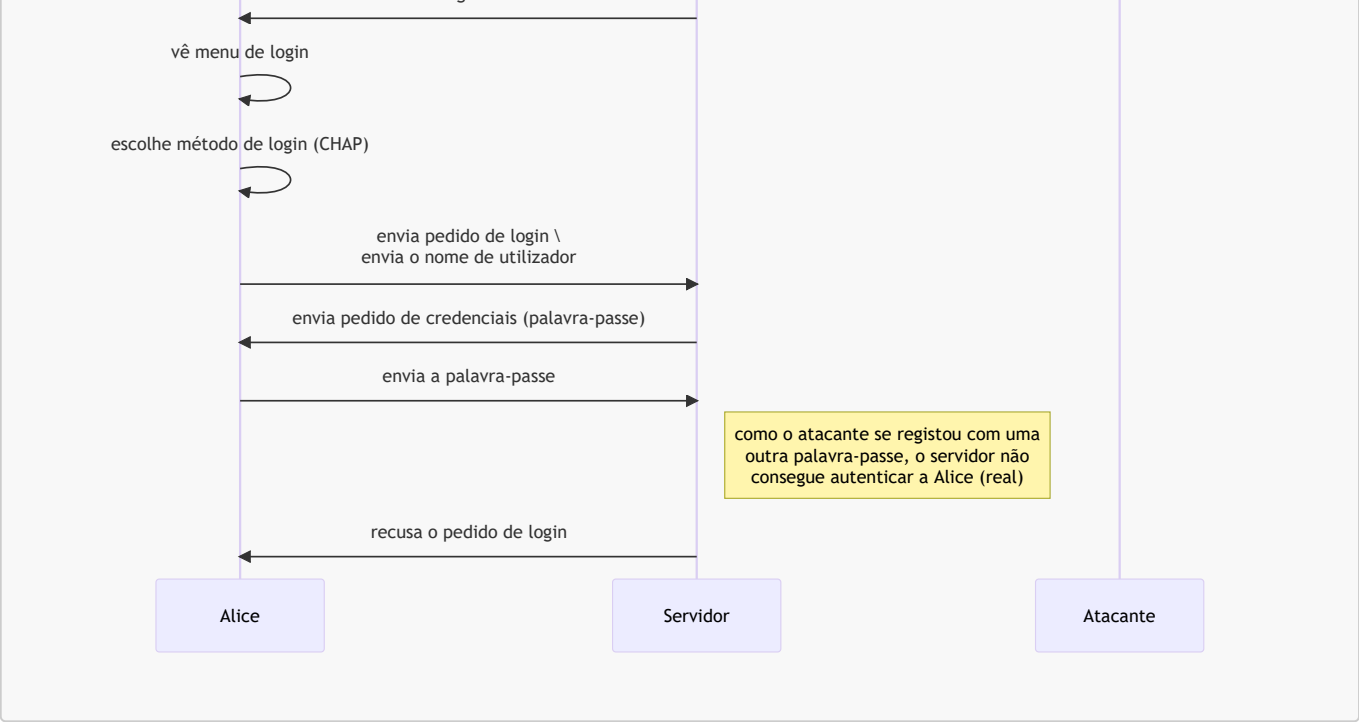 vê menu de login
escolhe método de login (CHAP)
envia pedido de login \
envia o nome de utilizador
envia pedido de credenciais (palavra-passe)
envia a palavra-passe
como o atacante se registou com uma
outra palavra-passe, o servidor não
consegue autenticar a Alice (real)
recusa o pedido de login
Alice
Servidor
Atacante